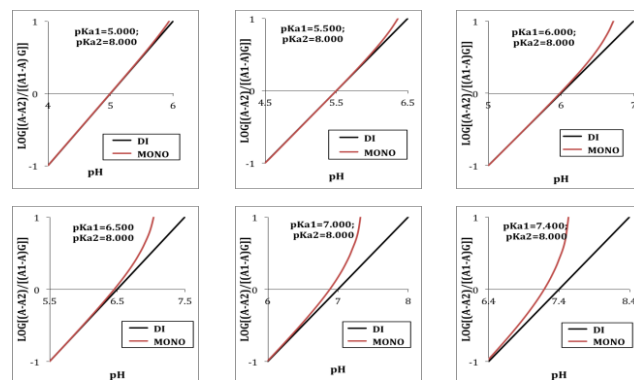 LOG[(A-A2)/[(A1-A)G]]
1
0
-1
pKa1=5.000;
pKa2=8.000
DI
MONO
4
5
6
pH
LOG[(A-A2)/[(A1-A)G]]
1
0
-1
pKa1=5.500;
pKa2=8.000
DI
MONO
4.5
5.5
6.5
pH
LOG[(A-A2)/[(A1-A)G]]
1
0
-1
pKa1=6.000;
pKa2=8.000
DI
MONO
5
6
7
pH
LOG[(A-A2)/[(A1-A)G]]
1
0
-1
pKa1=6.500
pKa2=8.000
DI
MONO
5.5
6.5
7.5
pH
LOG[(A-A2)/[(A1-A)G]]
1
0
-1
pKa1=7.000;
pKa2=8.000
DI
MONO
6
7
8
pH
LOG[(A-A2)/[(A1-A)G]]
1
0
-1
pKa1=7.400;
pKa2=8.000
DI
MONO
6.4
7.4
8.4
pH